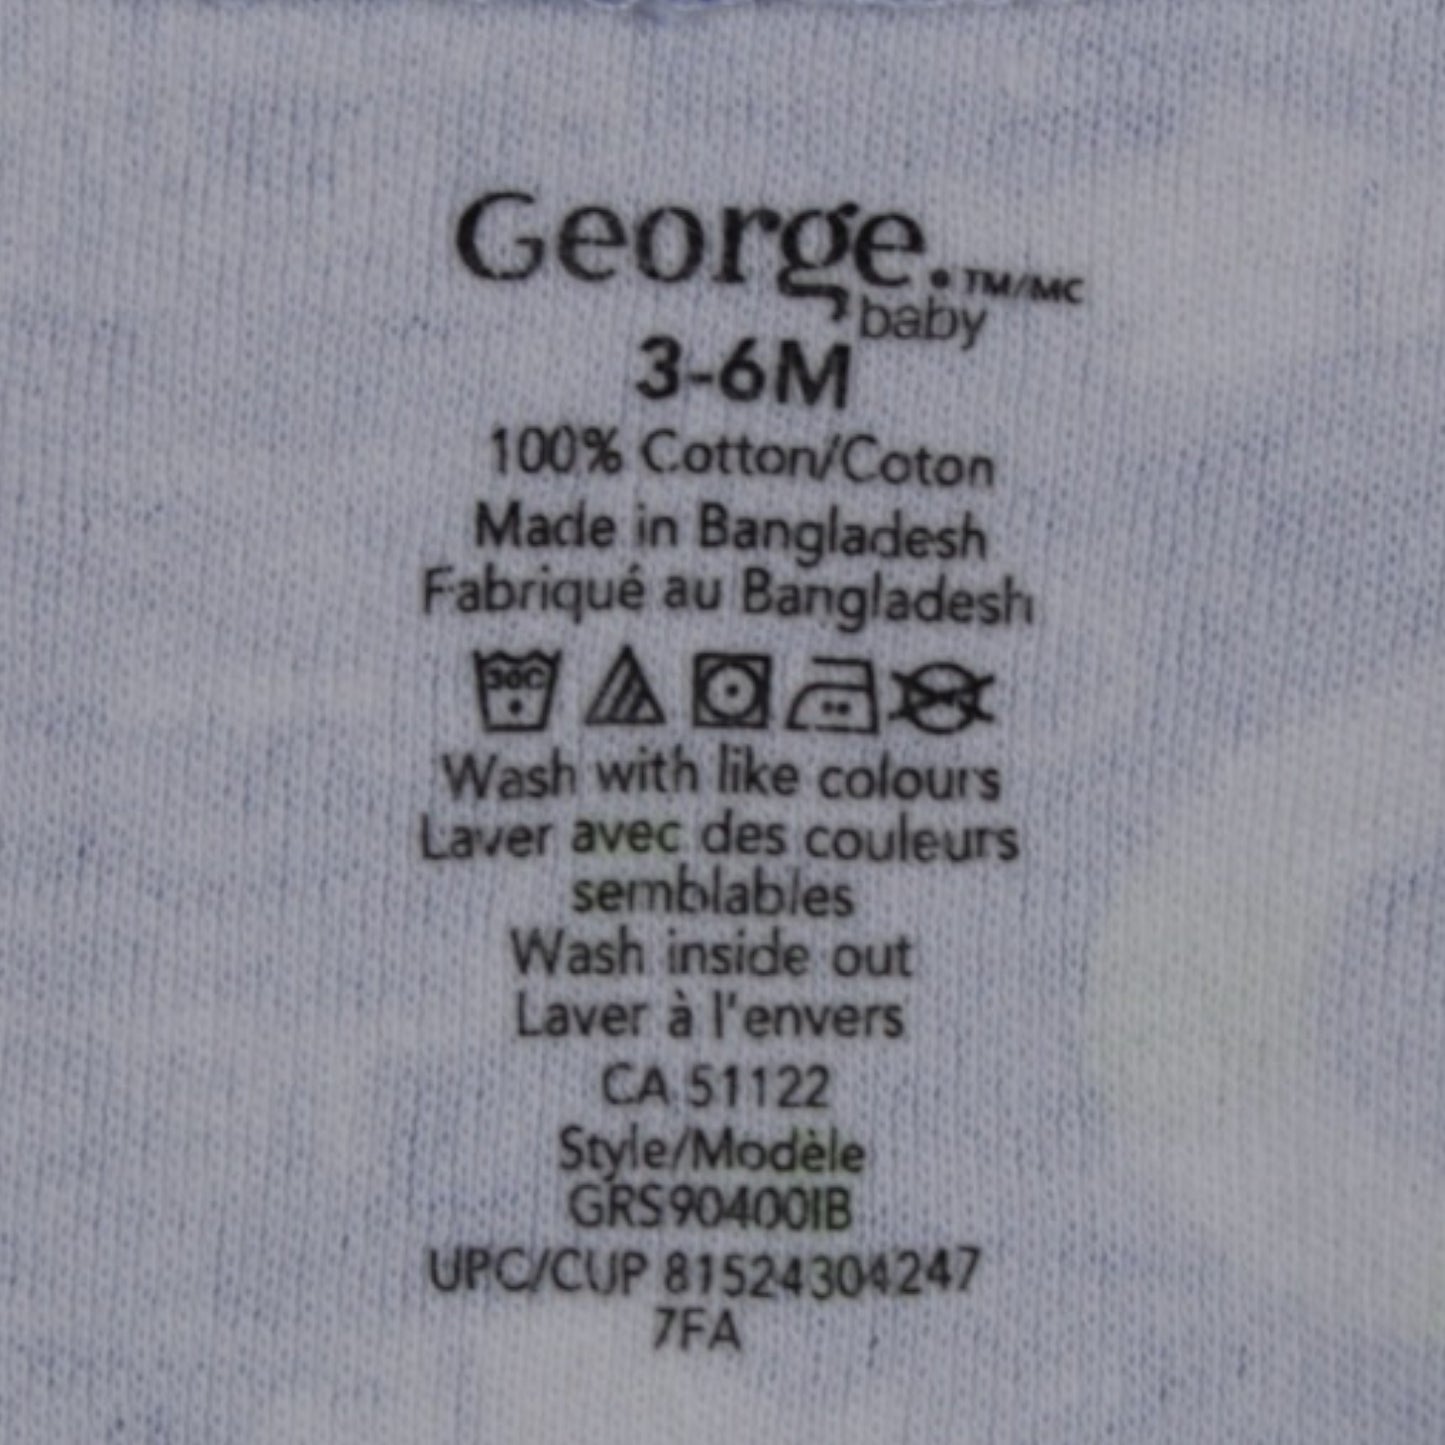 George.™/MC
baby
3-6M
100% Cotton/Coton
Made in Bangladesh
Fabriqué au Bangladesh
30C
Wash with like colours
Laver avec des couleurs
semblables
Wash inside out
Laver à l'envers
CA 51122
Style/Modèle
GRS90400IB
UPC/CUP 81524304247
7FA